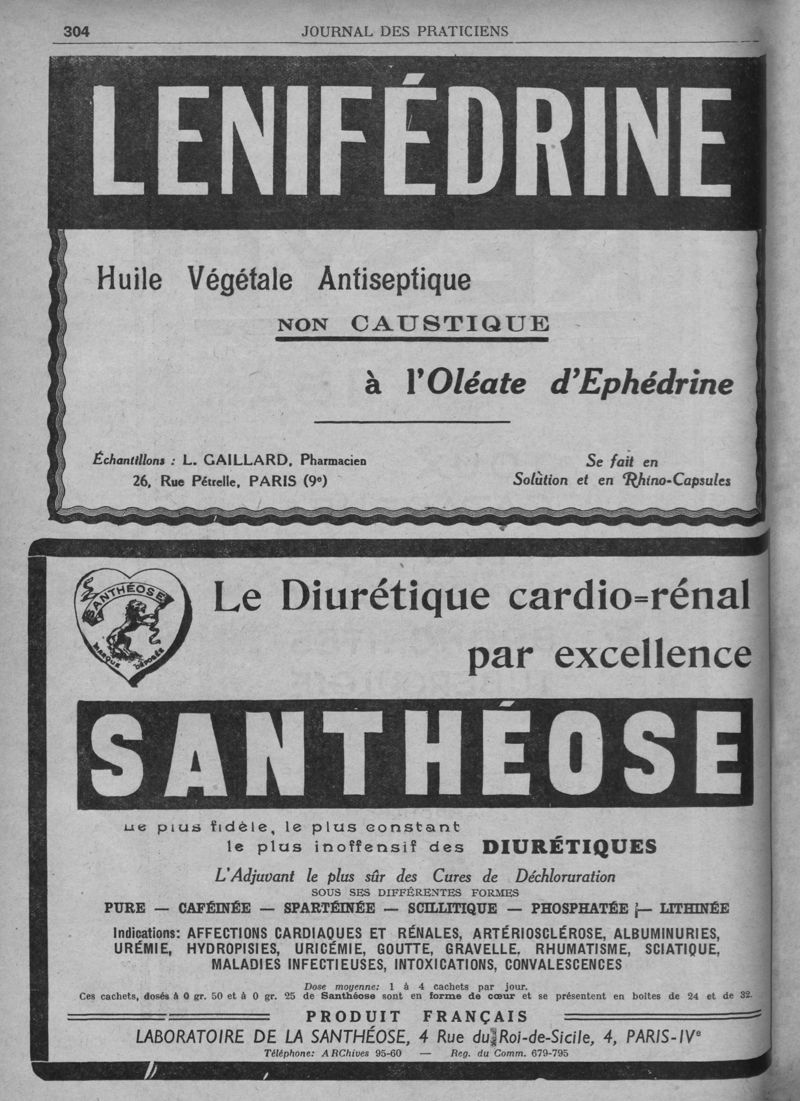 304
JOURNAL DES PRATICIENS
LENIFÉDRINE
Huile Végétale Antiseptique
NON CAUSTIQUE
à l'Oléate d'Ephédrine
Échantillons : L. GAILLARD, Pharmacien
26, Rue Pétrelle, PARIS (9e)
Se fait en
Solution et en Rhino-Capsules
SANTHÉOSE
MARQUE DÉPOSÉE
Le Diurétique cardio=rénal
par excellence
SANTHÉOSE
Le plus fidèle, le plus constant
le plus inoffensif des DIURÉTIQUES
L'Adjuvant le plus sûr des Cures de Déchloruration
SOUS SES DIFFÉRENTES FORMES
PURE — CAFÉINÉE — SPARTÉINÉE — SCILLITIQUE — PHOSPHATÉE — LITHINÉE
Indications: AFFECTIONS CARDIAQUES ET RÉNALES, ARTÉRIOSCLÉROSE, ALBUMINURIES,
URÉMIE, HYDROPISIES, URICÉMIE, GOUTTE, GRAVELLE, RHUMATISME, SCIATIQUE,
MALADIES INFECTIEUSES, INTOXICATIONS, CONVALESCENCES
Dose moyenne: 1 à 4 cachets par jour.
Ces cachets, dosés à 0 gr. 50 et à 0 gr. 25 de Santhéose sont en forme de cœur et se présentent en boîtes de 24 et de 32.
PRODUIT FRANÇAIS
LABORATOIRE DE LA SANTHÉOSE, 4 Rue du Roi-de-Sicile, 4, PARIS-IVe
Téléphone: ARChives 95-60 — Reg. du Comm. 679-795